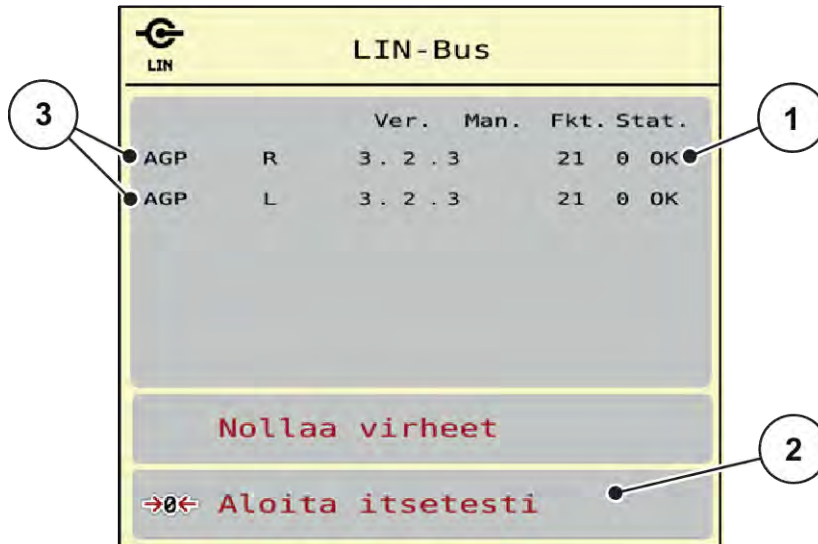 LIN
LIN-Bus
Ver. Man. Fkt. Stat.
AGP R 3.2.3 21 0 OK
AGP L 3.2.3 21 0 OK
Nollaa virheet
→0← Aloita itsetesti
3
1
2